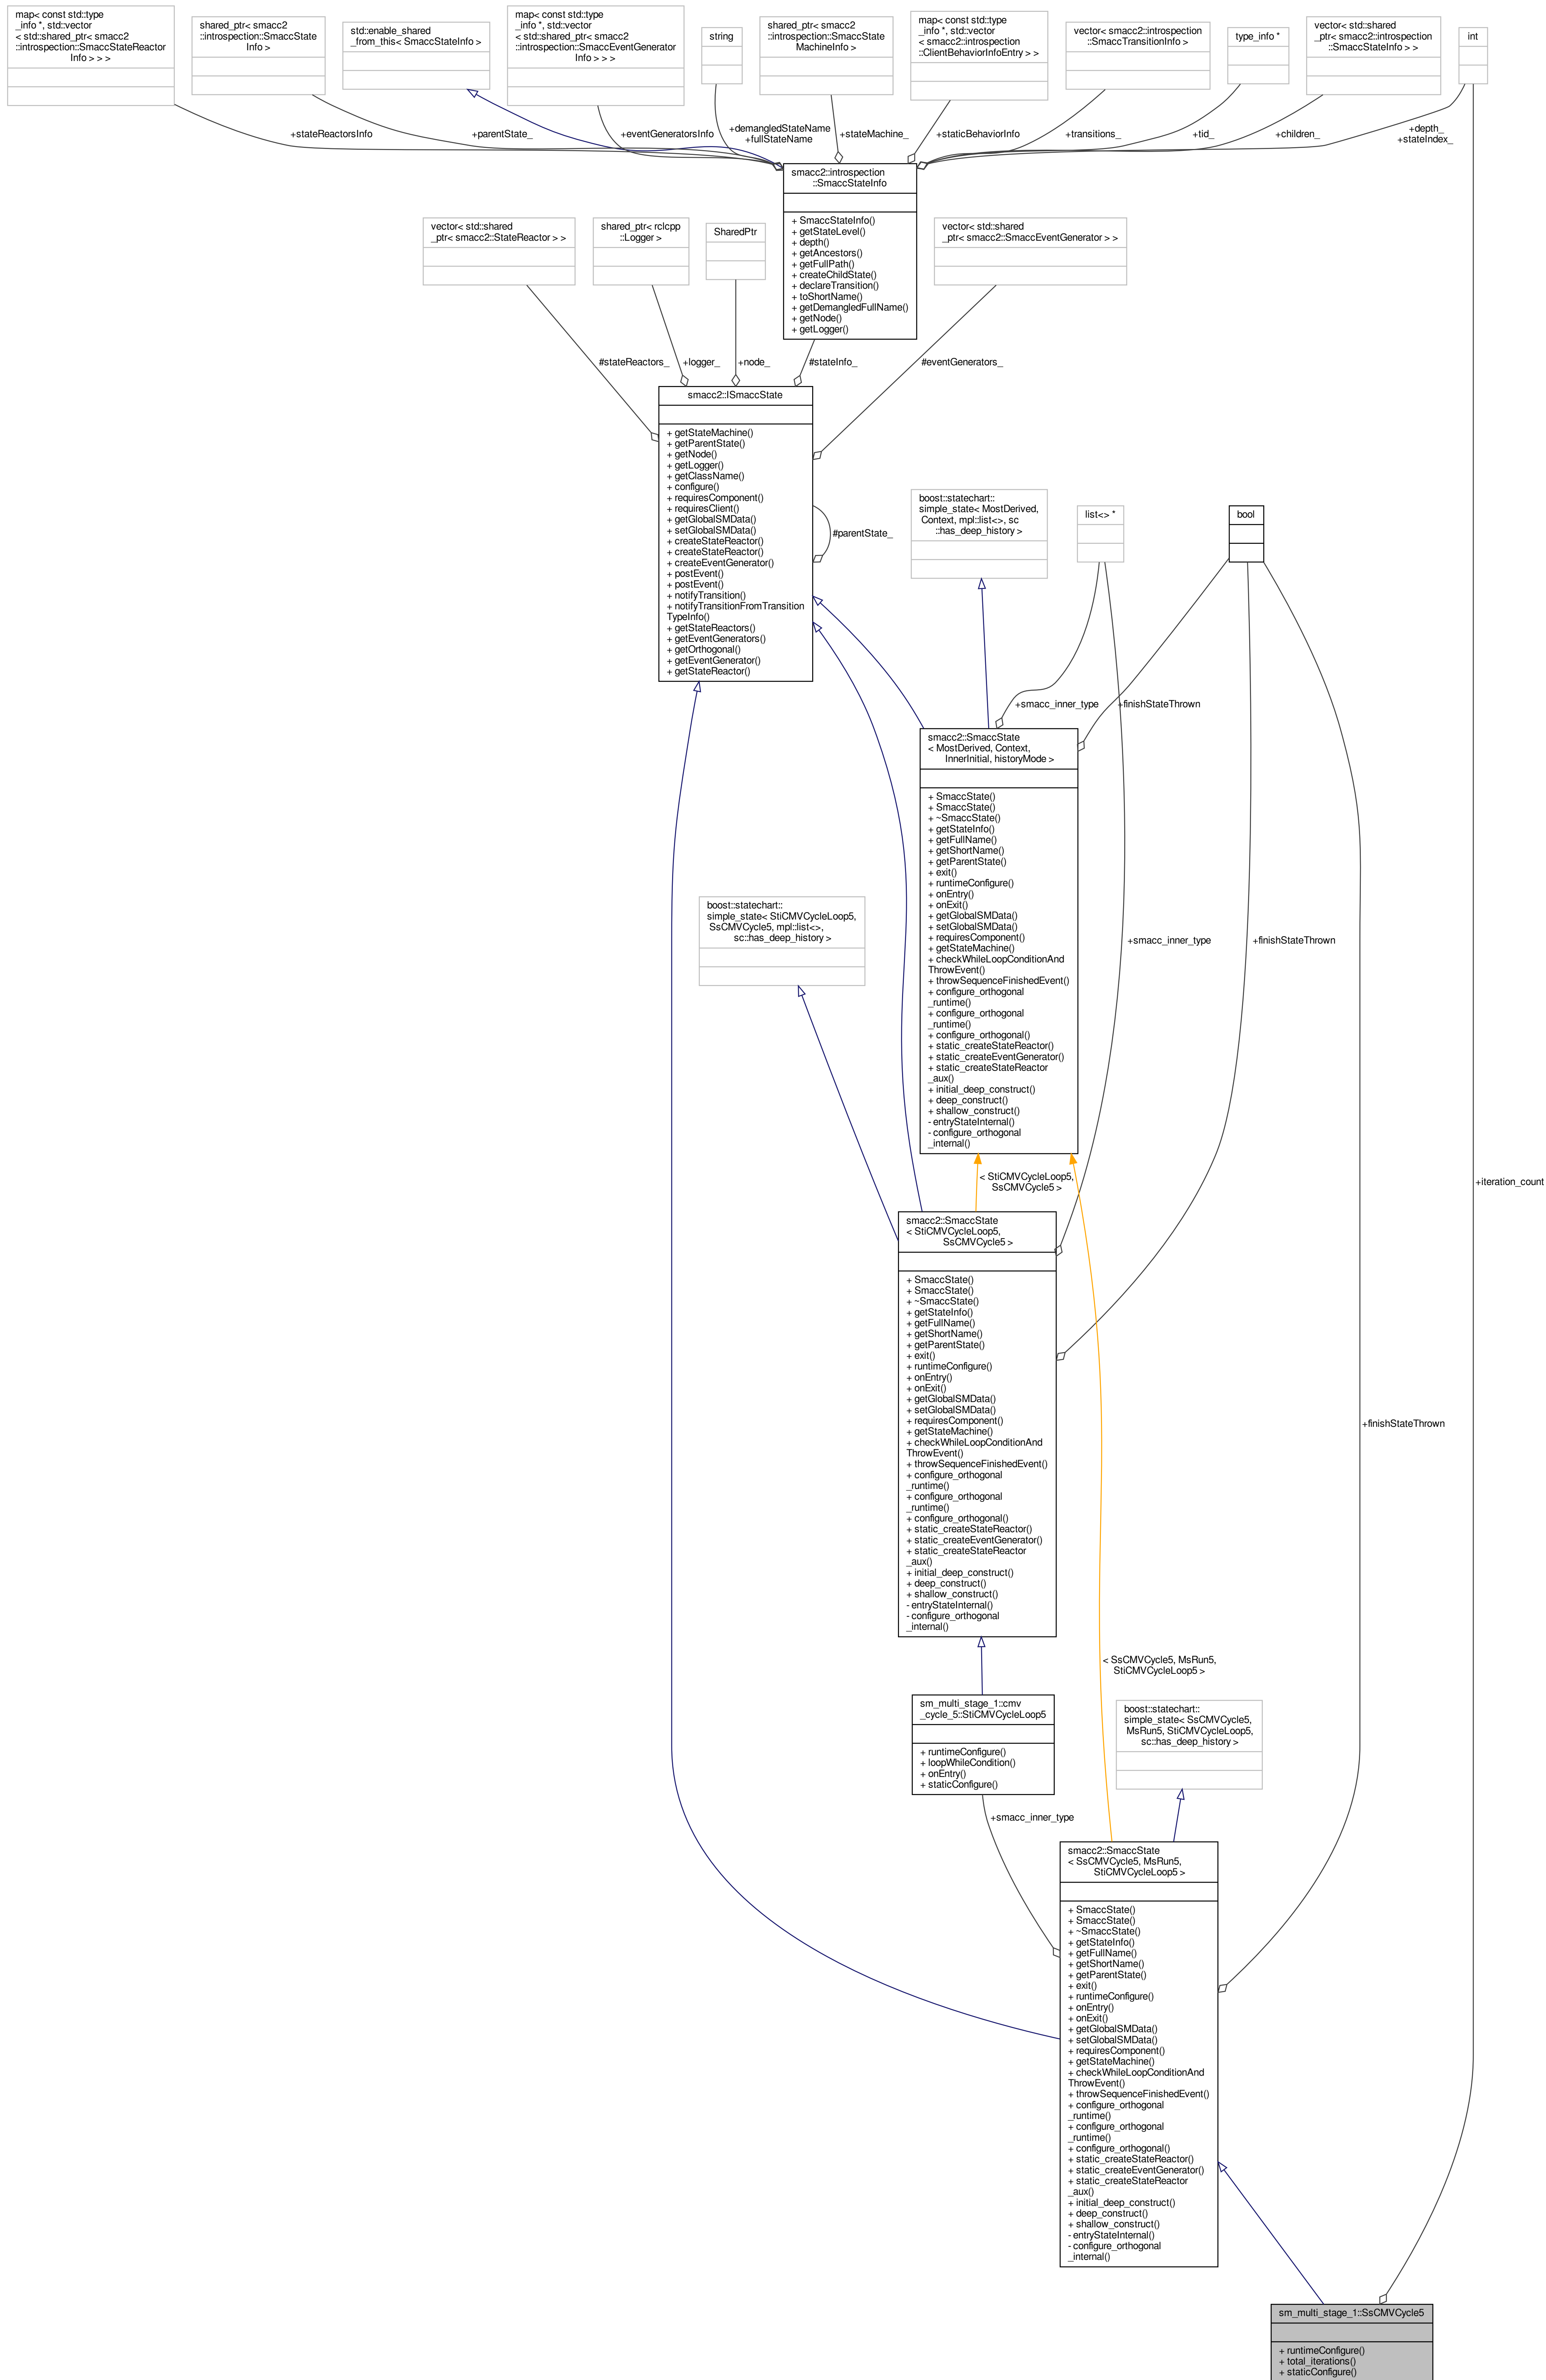 map< const std::type
_info *, std::vector
< std::shared_ptr< smacc2
::introspection::SmaccStateReactor
Info > > >
shared_ptr< smacc2
::introspection::SmaccState
Info >
std::enable_shared
_from_this< SmaccStateInfo >
map< const std::type
_info *, std::vector
< std::shared_ptr< smacc2
::introspection::SmaccEventGenerator
Info > > >
string
shared_ptr< smacc2
::introspection::SmaccState
MachineInfo >
map< const std::type
_info *, std::vector
< smacc2::introspection
::ClientBehaviorInfoEntry > >
vector< smacc2::introspection
::SmaccTransitionInfo >
type_info *
vector< std::shared
_ptr< smacc2::introspection
::SmaccStateInfo > >
int
+stateReactorsInfo
+parentState_
+eventGeneratorsInfo
+demangledStateName
+fullStateName
+stateMachine_
+staticBehaviorInfo
+transitions_
+tid_
+children_
+depth_
+stateIndex_
smacc2::introspection
::SmaccStateInfo
+ SmaccStateInfo()
+ getStateLevel()
+ depth()
+ getAncestors()
+ getFullPath()
+ createChildState()
+ declareTransition()
+ toShortName()
+ getDemangledFullName()
+ getNode()
+ getLogger()
vector< std::shared
_ptr< smacc2::StateReactor > >
shared_ptr< rclcpp
::Logger >
SharedPtr
vector< std::shared
_ptr< smacc2::SmaccEventGenerator > >
#stateReactors_
+logger_
+node_
#stateInfo_
#eventGenerators_
smacc2::ISmaccState
+ getStateMachine()
+ getParentState()
+ getNode()
+ getLogger()
+ getClassName()
+ configure()
+ requiresComponent()
+ requiresClient()
+ getGlobalSMData()
+ setGlobalSMData()
+ createStateReactor()
+ createStateReactor()
+ createEventGenerator()
+ postEvent()
+ postEvent()
+ notifyTransition()
+ notifyTransitionFromTransition
TypeInfo()
+ getStateReactors()
+ getEventGenerators()
+ getOrthogonal()
+ getEventGenerator()
+ getStateReactor()
#parentState_
boost::statechart::
simple_state< MostDerived,
Context, mpl::list<>, sc
::has_deep_history >
list<> *
bool
+smacc_inner_type
+finishStateThrown
smacc2::SmaccState
< MostDerived, Context,
InnerInitial, historyMode >
+ SmaccState()
+ SmaccState()
+ ~SmaccState()
+ getStateInfo()
+ getFullName()
+ getShortName()
+ getParentState()
+ exit()
+ runtimeConfigure()
+ onEntry()
+ onExit()
+ getGlobalSMData()
+ setGlobalSMData()
+ requiresComponent()
+ getStateMachine()
+ checkWhileLoopConditionAnd
ThrowEvent()
+ throwSequenceFinishedEvent()
+ configure_orthogonal
_runtime()
+ configure_orthogonal
_runtime()
+ configure_orthogonal()
+ static_createStateReactor()
+ static_createEventGenerator()
+ static_createStateReactor
_aux()
+ initial_deep_construct()
+ deep_construct()
+ shallow_construct()
- entryStateInternal()
- configure_orthogonal
_internal()
boost::statechart::
simple_state< StiCMVCycleLoop5,
SsCMVCycle5, mpl::list<>,
sc::has_deep_history >
+smacc_inner_type
+finishStateThrown
< StiCMVCycleLoop5,
SsCMVCycle5 >
+iteration_count
smacc2::SmaccState
< StiCMVCycleLoop5,
SsCMVCycle5 >
+ SmaccState()
+ SmaccState()
+ ~SmaccState()
+ getStateInfo()
+ getFullName()
+ getShortName()
+ getParentState()
+ exit()
+ runtimeConfigure()
+ onEntry()
+ onExit()
+ getGlobalSMData()
+ setGlobalSMData()
+ requiresComponent()
+ getStateMachine()
+ checkWhileLoopConditionAnd
ThrowEvent()
+ throwSequenceFinishedEvent()
+ configure_orthogonal
_runtime()
+ configure_orthogonal
_runtime()
+ configure_orthogonal()
+ static_createStateReactor()
+ static_createEventGenerator()
+ static_createStateReactor
_aux()
+ initial_deep_construct()
+ deep_construct()
+ shallow_construct()
- entryStateInternal()
- configure_orthogonal
_internal()
+finishStateThrown
< SsCMVCycle5, MsRun5,
StiCMVCycleLoop5 >
sm_multi_stage_1::cmv
_cycle_5::StiCMVCycleLoop5
+ runtimeConfigure()
+ loopWhileCondition()
+ onEntry()
+ staticConfigure()
boost::statechart::
simple_state< SsCMVCycle5,
MsRun5, StiCMVCycleLoop5,
sc::has_deep_history >
+smacc_inner_type
smacc2::SmaccState
< SsCMVCycle5, MsRun5,
StiCMVCycleLoop5 >
+ SmaccState()
+ SmaccState()
+ ~SmaccState()
+ getStateInfo()
+ getFullName()
+ getShortName()
+ getParentState()
+ exit()
+ runtimeConfigure()
+ onEntry()
+ onExit()
+ getGlobalSMData()
+ setGlobalSMData()
+ requiresComponent()
+ getStateMachine()
+ checkWhileLoopConditionAnd
ThrowEvent()
+ throwSequenceFinishedEvent()
+ configure_orthogonal
_runtime()
+ configure_orthogonal
_runtime()
+ configure_orthogonal()
+ static_createStateReactor()
+ static_createEventGenerator()
+ static_createStateReactor
_aux()
+ initial_deep_construct()
+ deep_construct()
+ shallow_construct()
- entryStateInternal()
- configure_orthogonal
_internal()
sm_multi_stage_1::SsCMVCycle5
+ runtimeConfigure()
+ total_iterations()
+ staticConfigure()